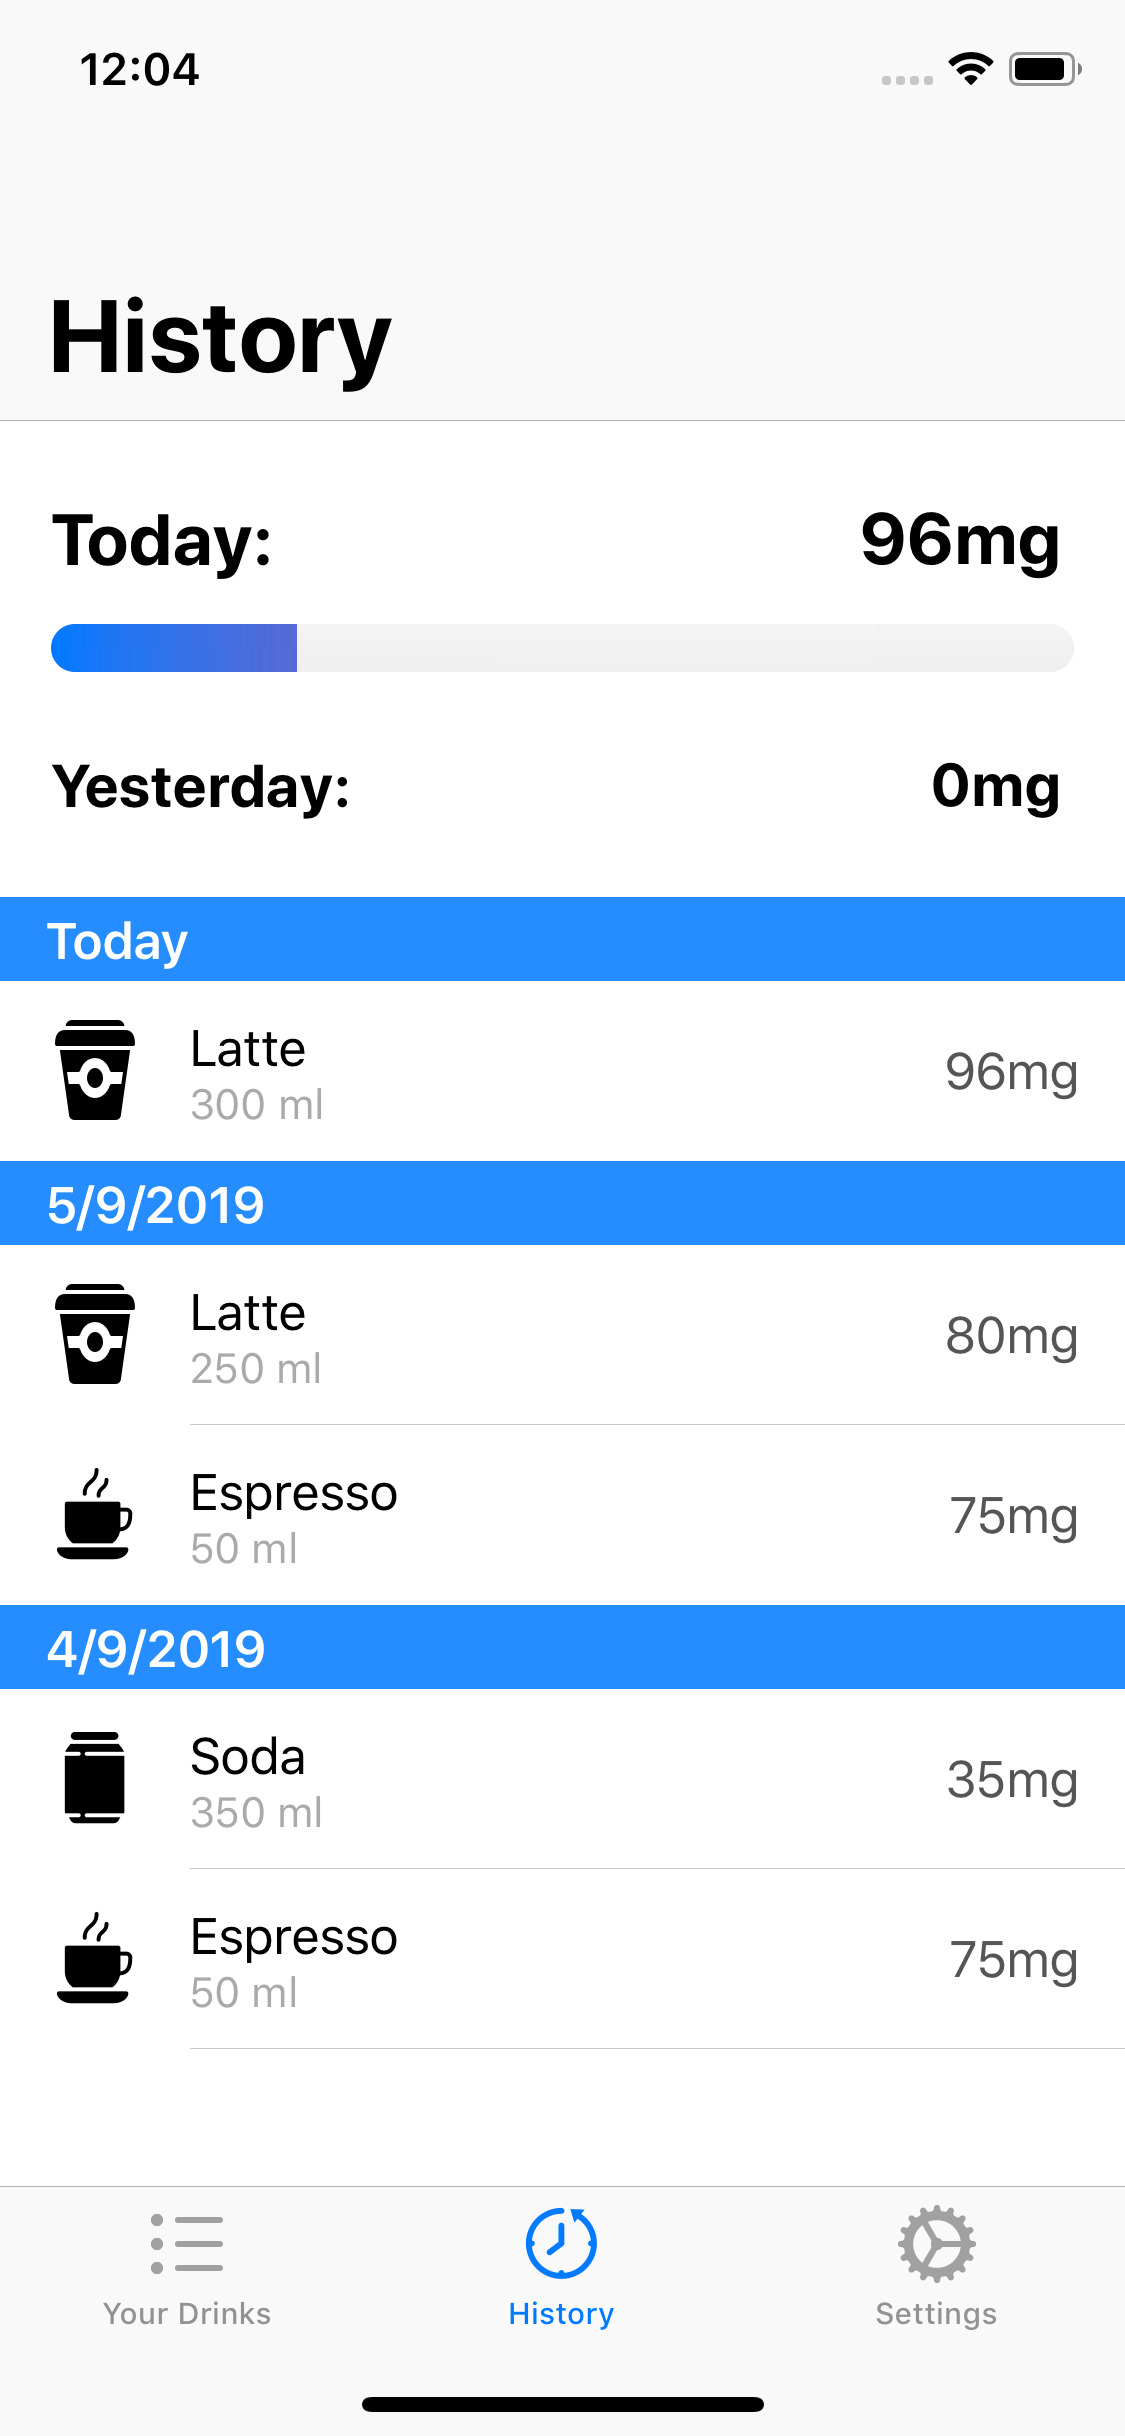 12:04
History
Today: 96mg
Yesterday: 0mg
Today
Latte
300 ml
96mg
5/9/2019
Latte
250 ml
80mg
Espresso
50 ml
75mg
4/9/2019
Soda
350 ml
35mg
Espresso
50 ml
75mg
Your Drinks
History
Settings